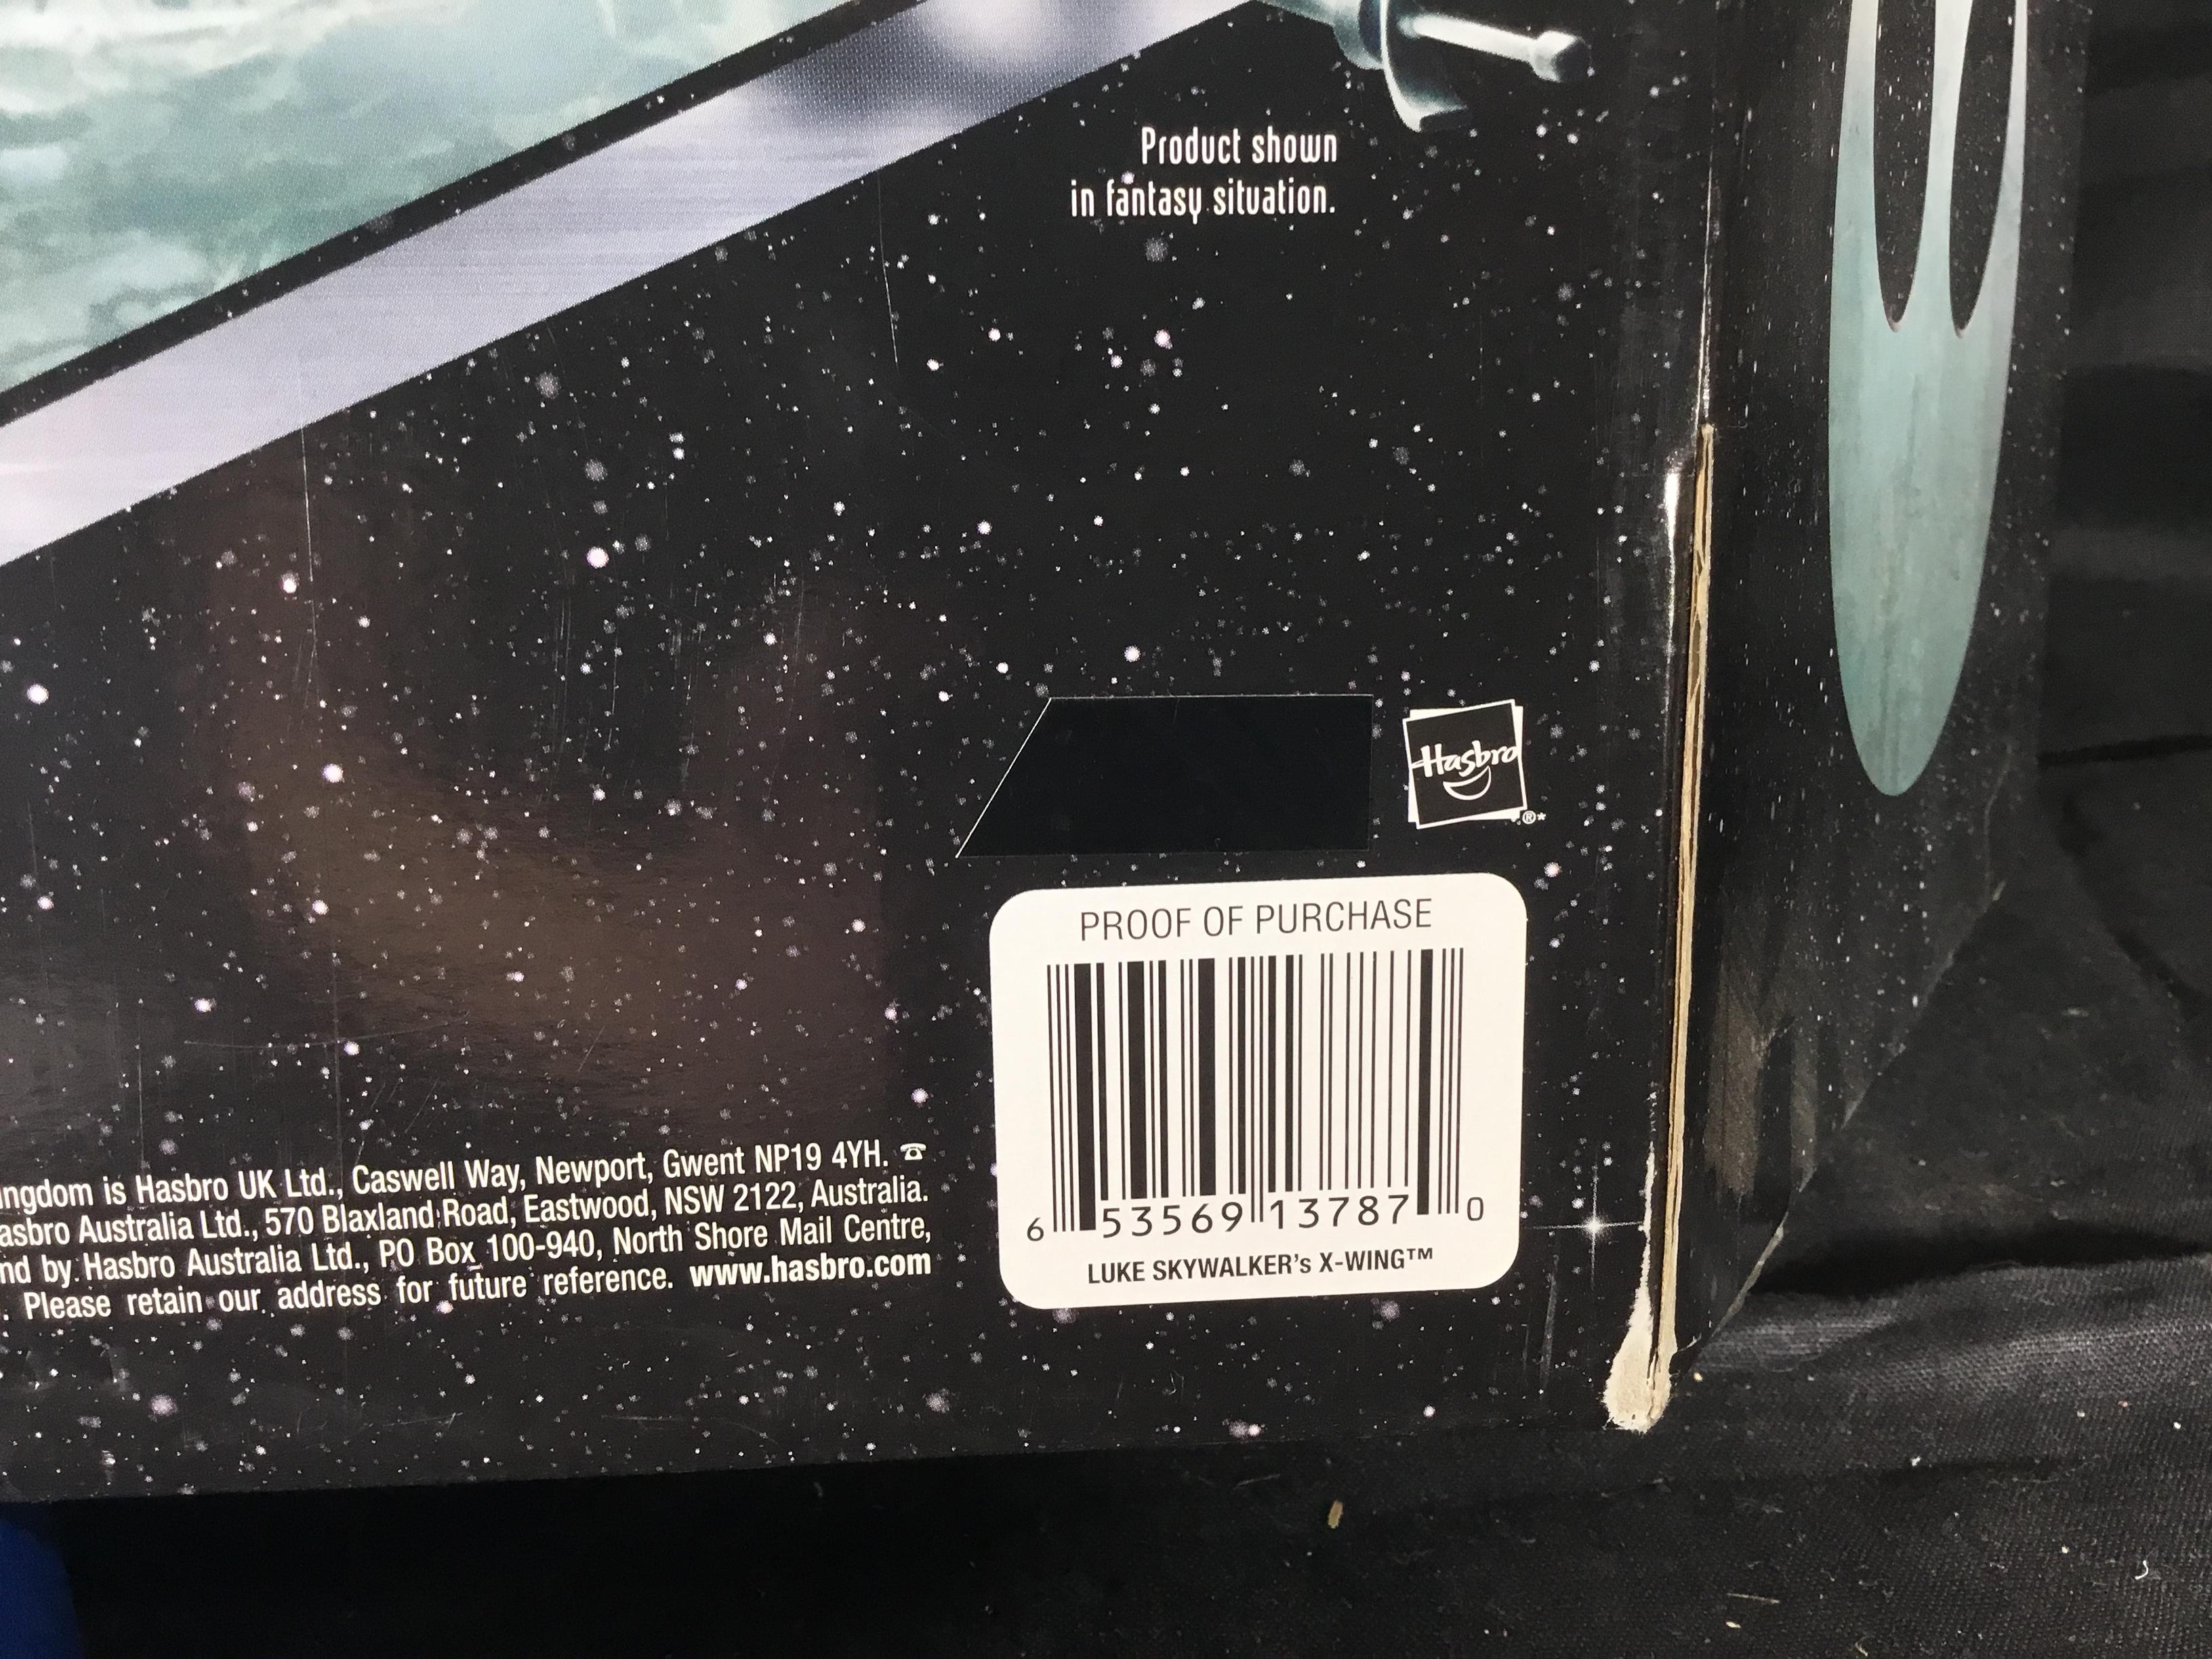 Product shown
in fantasy situation.
Hasbro
®*
PROOF OF PURCHASE
6 53569 13787 0
LUKE SKYWALKER's X-WING™
ingdom is Hasbro UK Ltd., Caswell Way, Newport, Gwent NP19 4YH. ☎
asbro Australia Ltd., 570 Blaxland Road, Eastwood, NSW 2122, Australia.
nd by Hasbro Australia Ltd., PO Box 100-940, North Shore Mail Centre,
. Please retain our address for future reference. www.hasbro.com